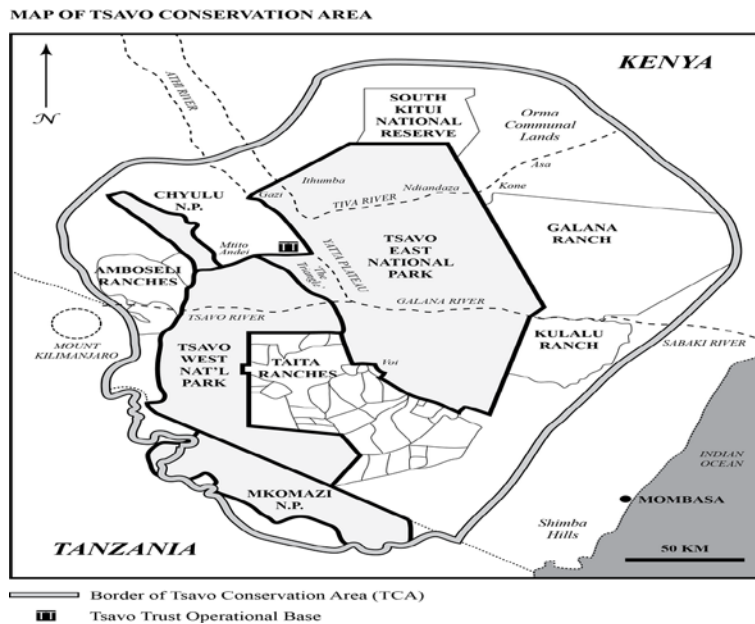 MAP OF TSAVO CONSERVATION AREA
KENYA
N
ATHI RIVER
SOUTH
KITUI
NATIONAL
RESERVE
Orma
Communal
Lands
Asa
Ithumba
Ndiandaza
Kone
Gazi
TIVA RIVER
CHYULU
N.P.
Mtito
Andei
YATTA PLATEAU
'The
Triangle'
TSAVO
EAST
NATIONAL
PARK
GALANA
RANCH
AMBOSELI
RANCHES
TSAVO RIVER
GALANA RIVER
SABAKI RIVER
MOUNT
KILIMANJARO
TSAVO
WEST
NAT'L
PARK
TAITA
RANCHES
Voi
KULALU
RANCH
INDIAN
OCEAN
MOMBASA
MKOMAZI
N.P.
Shimba
Hills
TANZANIA
50 KM
Border of Tsavo Conservation Area (TCA)
Tsavo Trust Operational Base